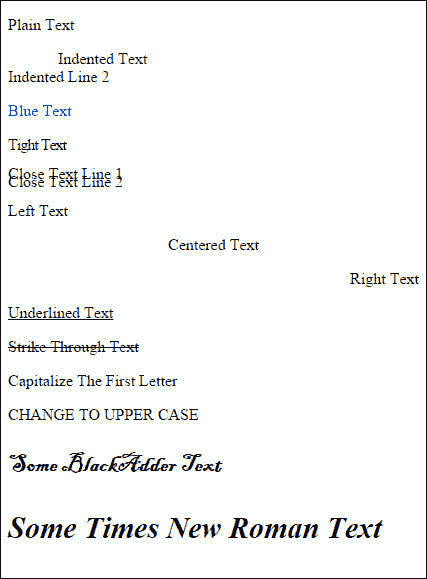 Plain Text
Indented Text
Indented Line 2
Blue Text
Tight Text
Close Text Line 1
Close Text Line 2
Left Text
Centered Text
Right Text
Underlined Text
Strike Through Text
Capitalize The First Letter
CHANGE TO UPPER CASE
Some BlackAdder Text
Some Times New Roman Text